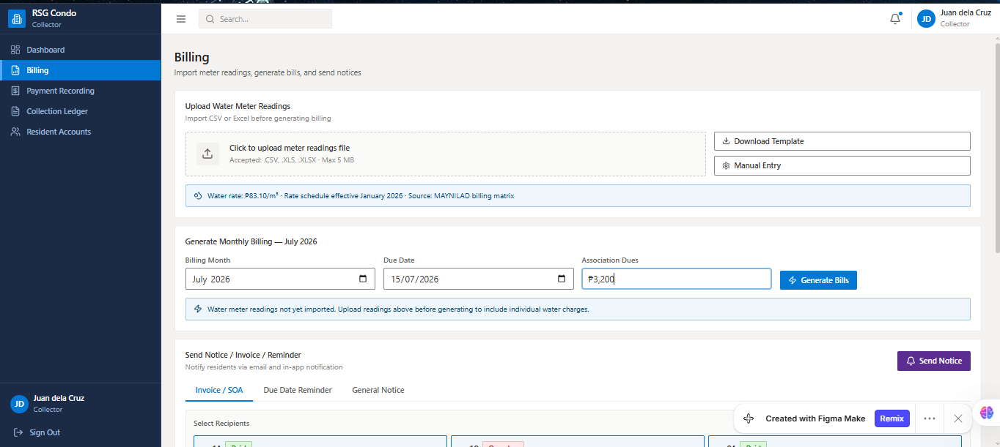 RSG Condo
Collector
Search...
JD
Juan dela Cruz
Collector
Dashboard
Billing
Payment Recording
Collection Ledger
Resident Accounts
Billing
Import meter readings, generate bills, and send notices
Upload Water Meter Readings
Import CSV or Excel before generating billing
Click to upload meter readings file
Accepted: .CSV, .XLS, .XLSX · Max 5 MB
Download Template
Manual Entry
Water rate: ₱83.10/m³ · Rate schedule effective January 2026 · Source: MAYNILAD billing matrix
Generate Monthly Billing — July 2026
Billing Month
Due Date
Association Dues
July 2026
15/07/2026
₱3,200
Generate Bills
Water meter readings not yet imported. Upload readings above before generating to include individual water charges.
Send Notice / Invoice / Reminder
Notify residents via email and in-app notification
Send Notice
Invoice / SOA
Due Date Reminder
General Notice
Select Recipients
JD
Juan dela Cruz
Collector
Sign Out
Created with Figma Make
Remix